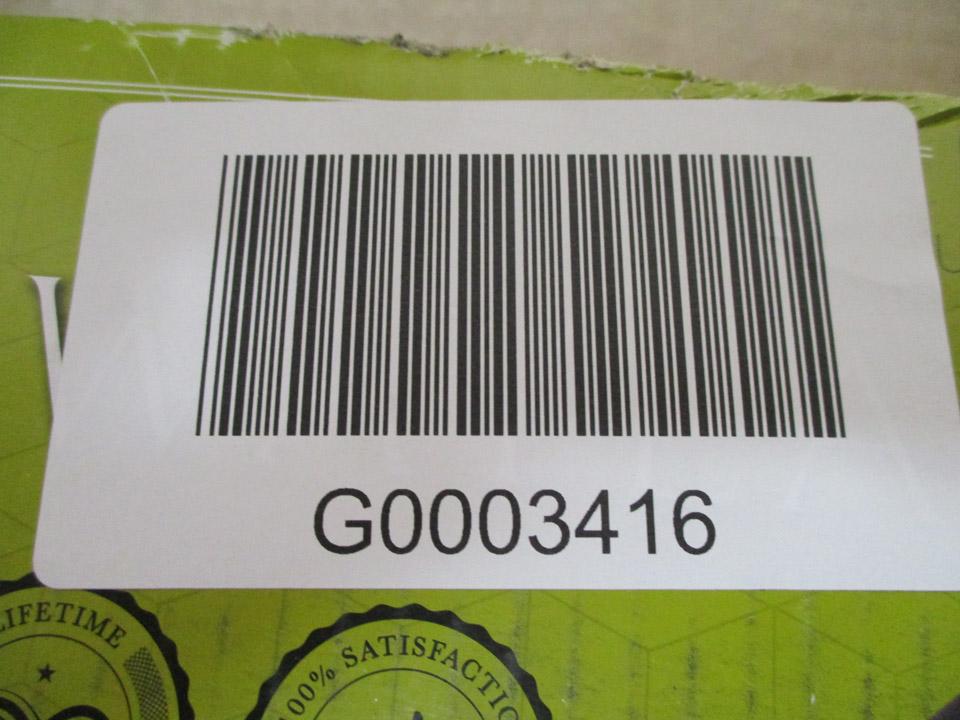 G0003416
LIFETIME
100% SATISFACTIO